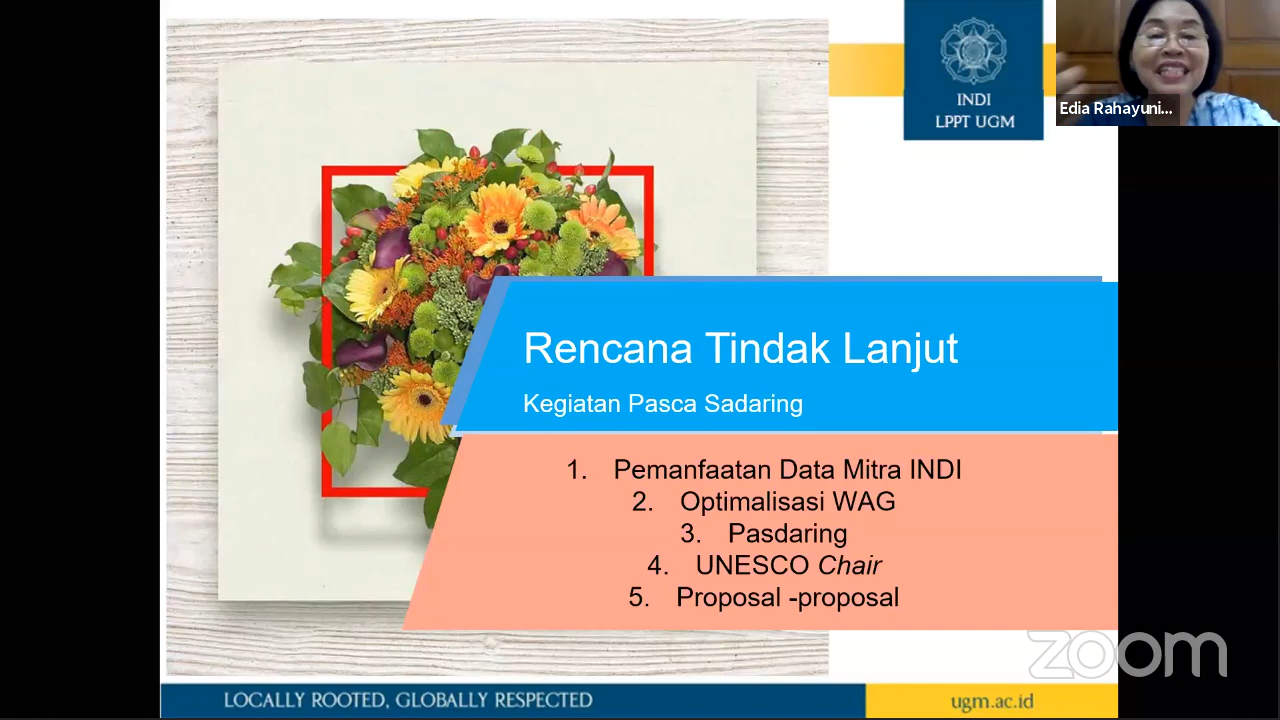 INDI
LPPT UGM
Edia Rahayuni...
Rencana Tindak Lanjut
Kegiatan Pasca Sadaring
1. Pemanfaatan Data Mitra INDI
2. Optimalisasi WAG
3. Pasdaring
4. UNESCO Chair
5. Proposal -proposal
zoom
LOCALLY ROOTED, GLOBALLY RESPECTED
ugm.ac.id